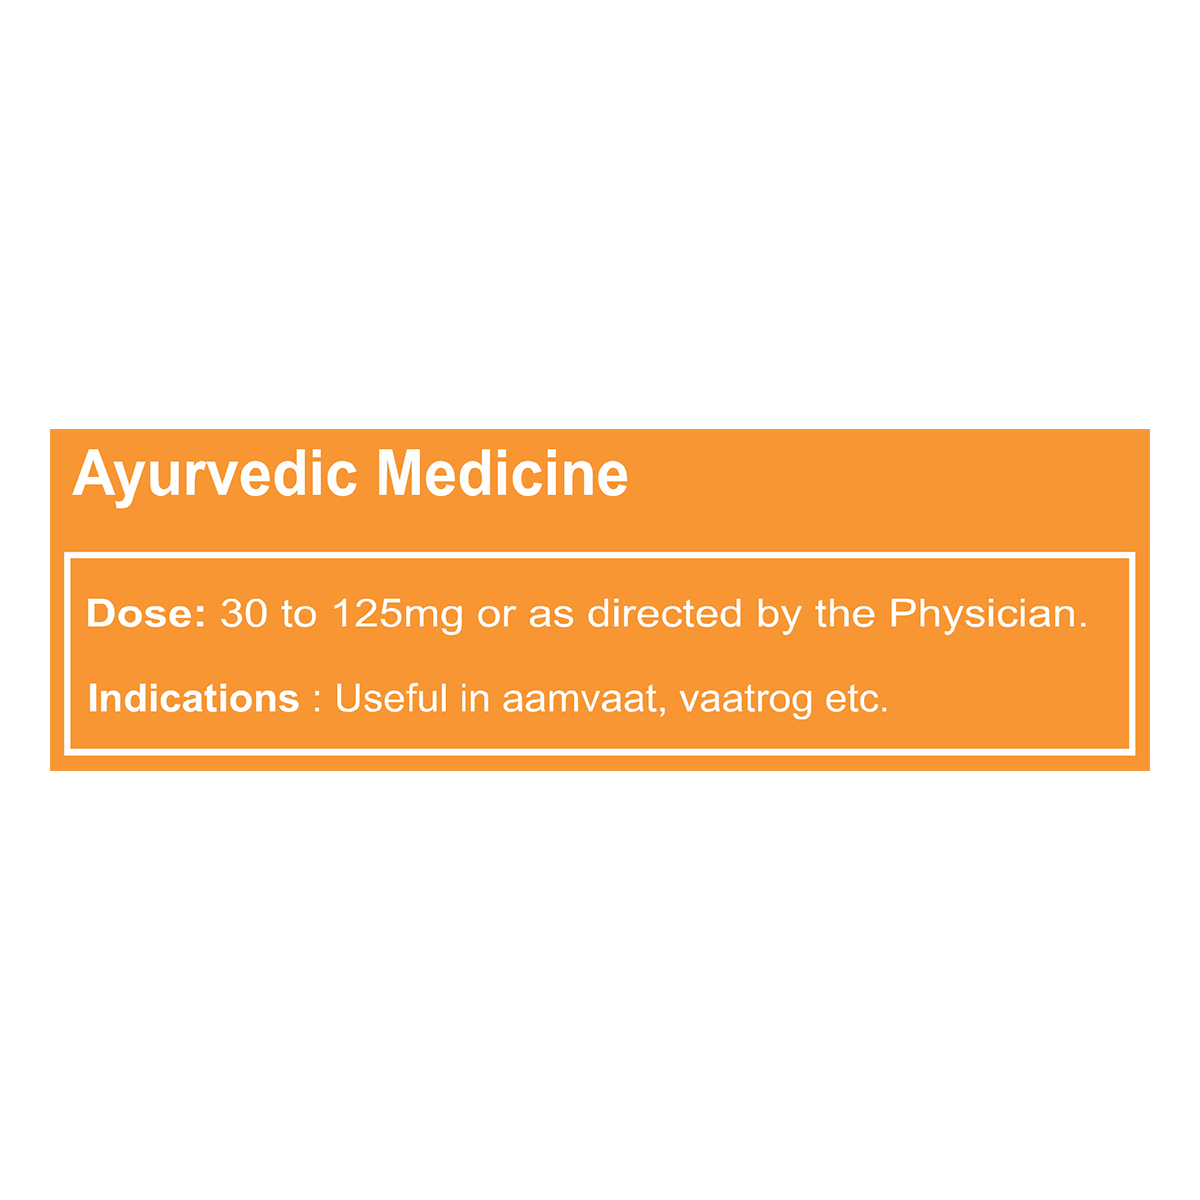 Ayurvedic Medicine
Dose: 30 to 125mg or as directed by the Physician.
Indications : Useful in aamvaat, vaatrog etc.